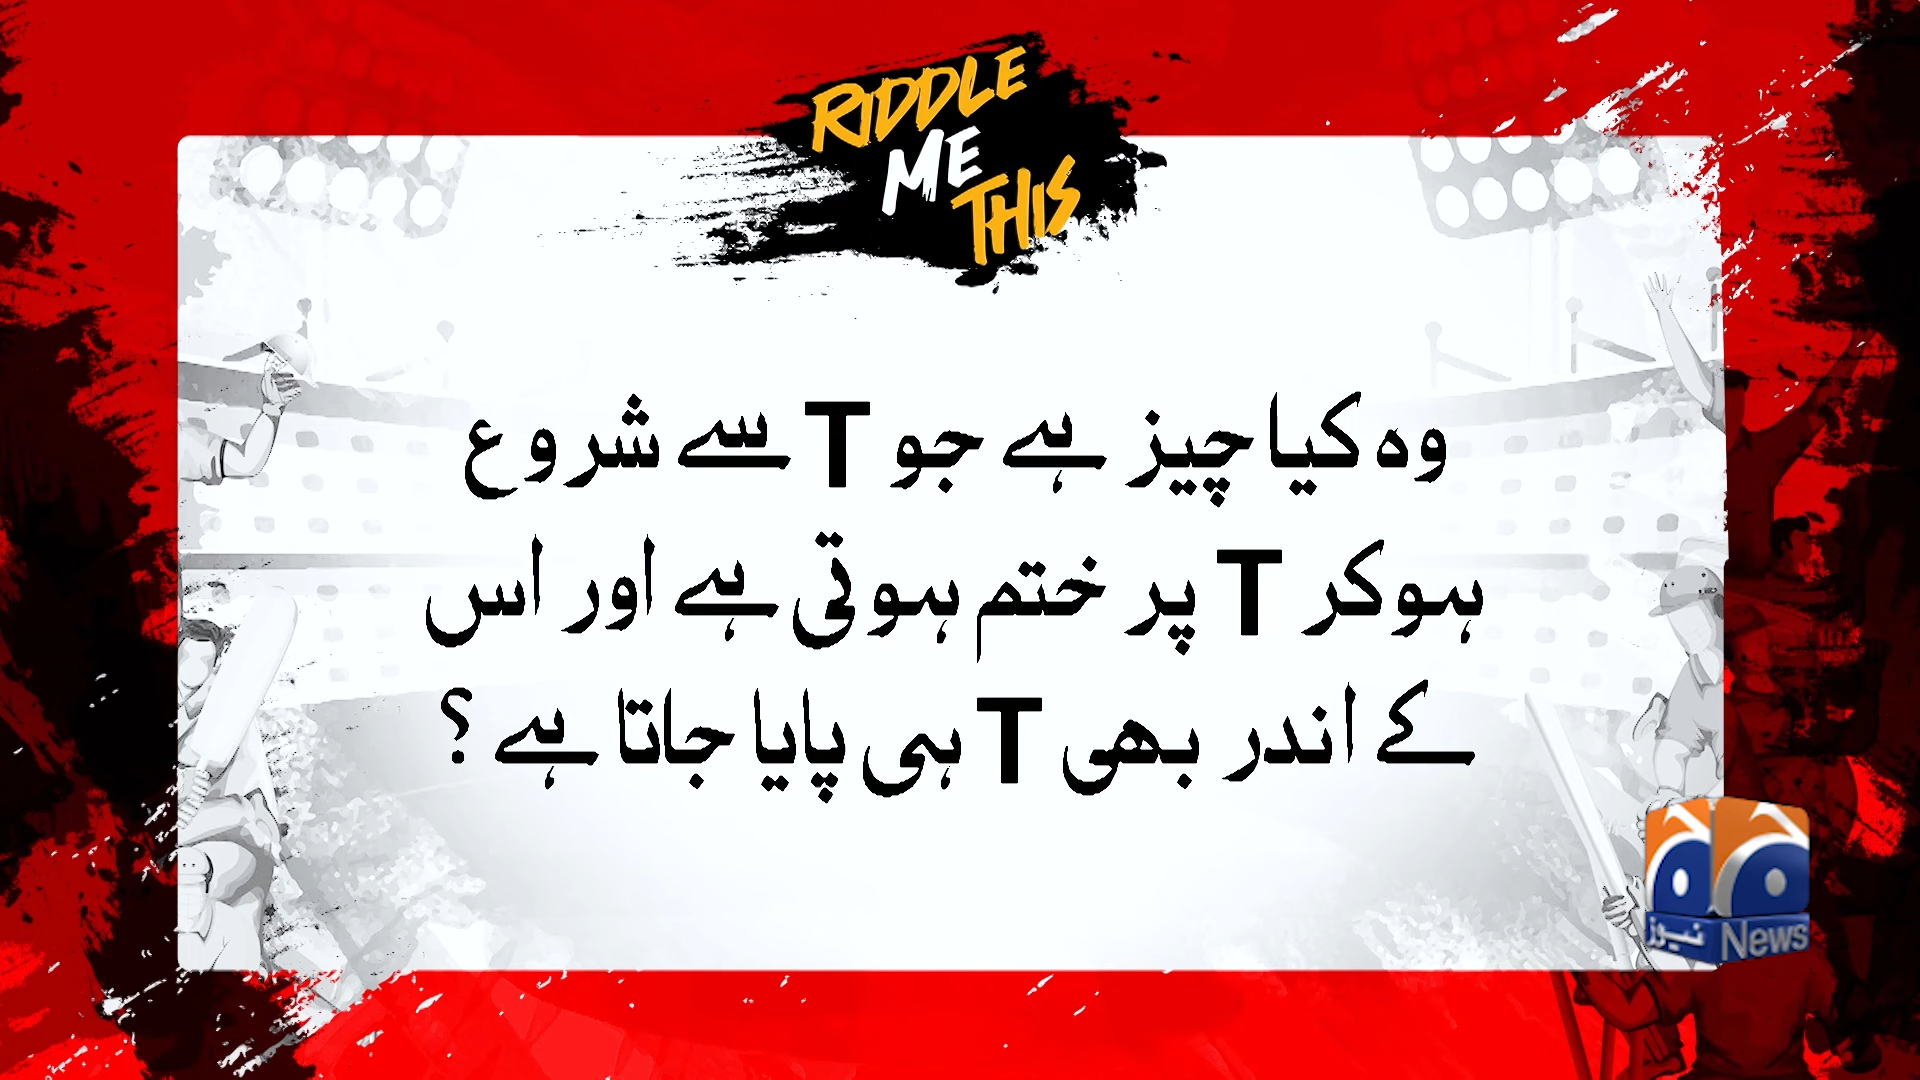 RIDDLE
ME
THIS
وہ کیا چیز ہے جو T سے شروع
ہوکر T پر ختم ہوتی ہے اور اس
کے اندر بھی T ہی پایا جاتا ہے ؟
نیوز News